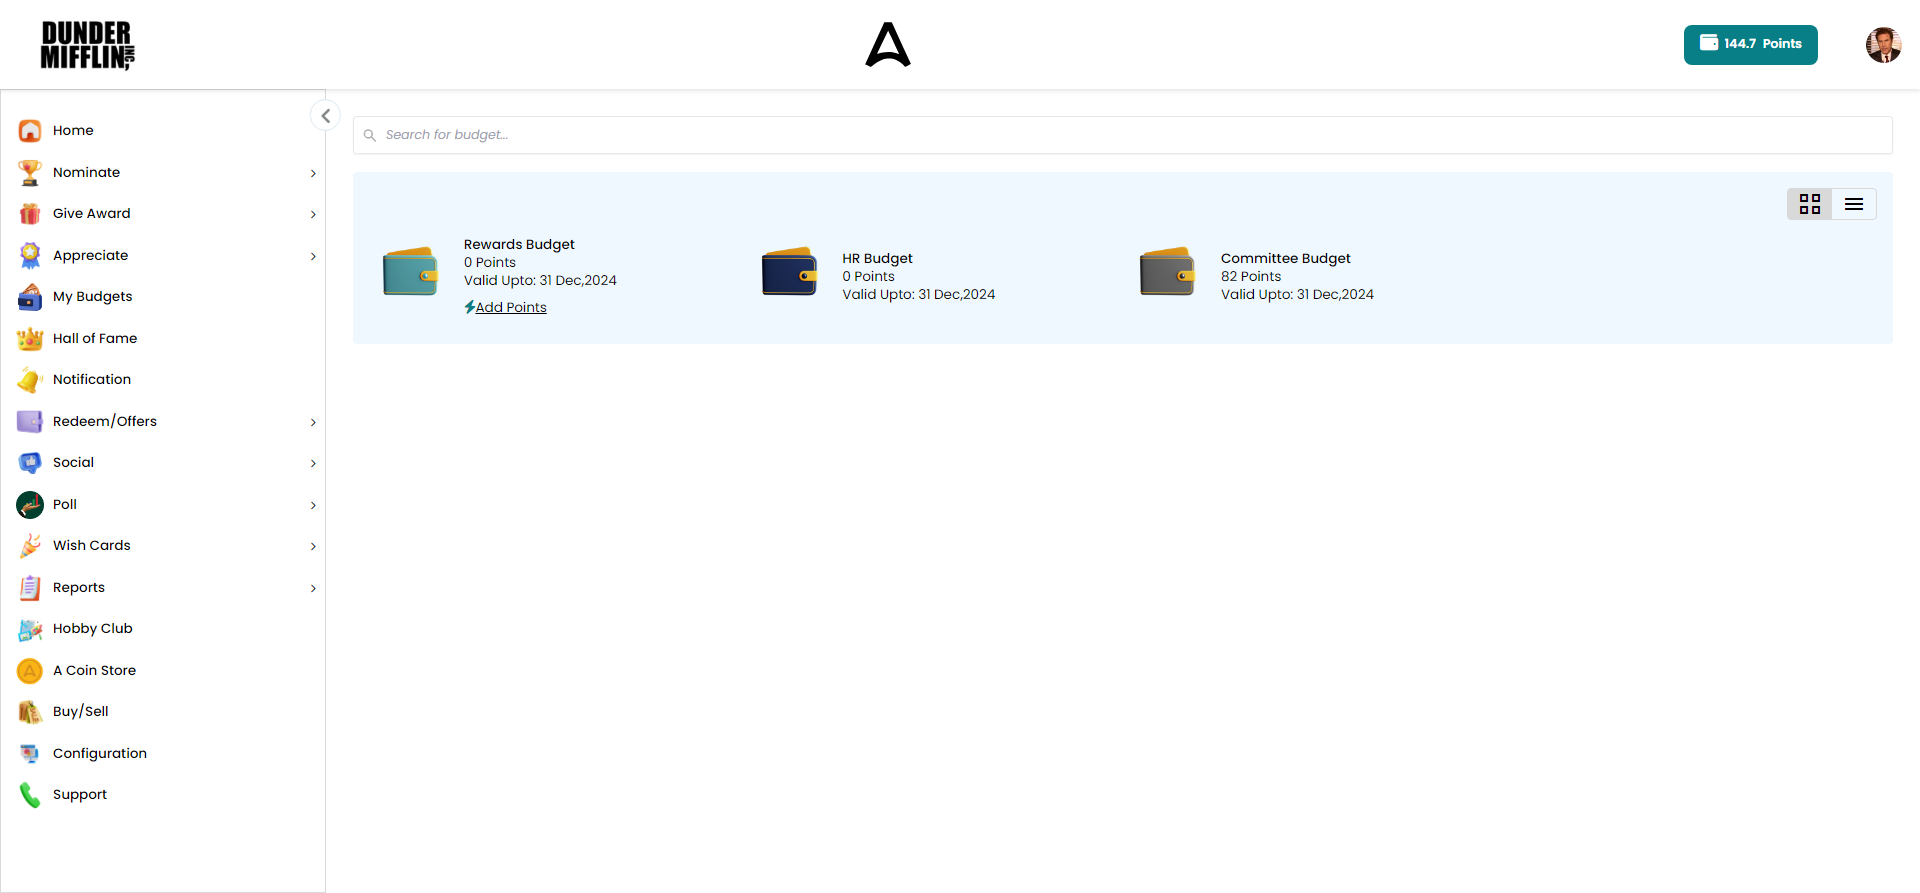 DUNDER
MIFFLIN INC,
144.7 Points
Home
Nominate
Give Award
Appreciate
My Budgets
Hall of Fame
Notification
Redeem/Offers
Social
Poll
Wish Cards
Reports
Hobby Club
A Coin Store
Buy/Sell
Configuration
Support
Search for budget...
Rewards Budget
0 Points
Valid Upto: 31 Dec,2024
Add Points
HR Budget
0 Points
Valid Upto: 31 Dec,2024
Committee Budget
82 Points
Valid Upto: 31 Dec,2024